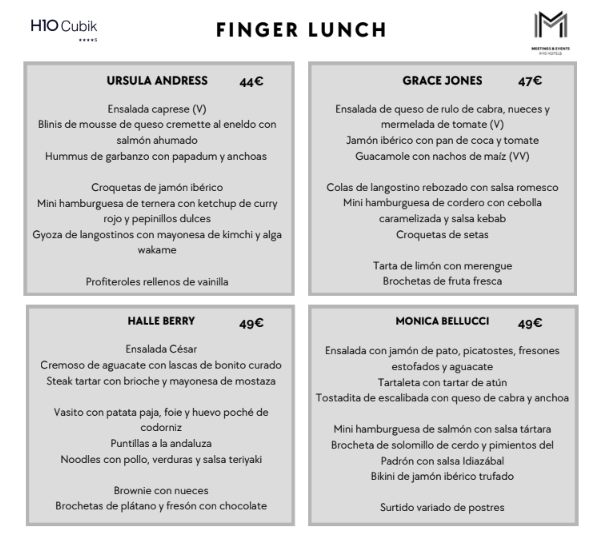 H10 Cubik
★★★★S
FINGER LUNCH
MEETINGS & EVENTS
H10 HOTELS
URSULA ANDRESS 44€
Ensalada caprese (V)
Blinis de mousse de queso cremette al eneldo con
salmón ahumado
Hummus de garbanzo con papadum y anchoas
Croquetas de jamón ibérico
Mini hamburguesa de ternera con ketchup de curry
rojo y pepinillos dulces
Gyoza de langostinos con mayonesa de kimchi y alga
wakame
Profiteroles rellenos de vainilla
GRACE JONES 47€
Ensalada de queso de rulo de cabra, nueces y
mermelada de tomate (V)
Jamón ibérico con pan de coca y tomate
Guacamole con nachos de maíz (VV)
Colas de langostino rebozado con salsa romesco
Mini hamburguesa de cordero con cebolla
caramelizada y salsa kebab
Croquetas de setas
Tarta de limón con merengue
Brochetas de fruta fresca
HALLE BERRY 49€
Ensalada César
Cremoso de aguacate con lascas de bonito curado
Steak tartar con brioche y mayonesa de mostaza
Vasito con patata paja, foie y huevo poché de
codorniz
Puntillas a la andaluza
Noodles con pollo, verduras y salsa teriyaki
Brownie con nueces
Brochetas de plátano y fresón con chocolate
MONICA BELLUCCI 49€
Ensalada con jamón de pato, picatostes, fresones
estofados y aguacate
Tartaleta con tartar de atún
Tostadita de escalibada con queso de cabra y anchoa
Mini hamburguesa de salmón con salsa tártara
Brocheta de solomillo de cerdo y pimientos del
Padrón con salsa Idiazábal
Bikini de jamón ibérico trufado
Surtido variado de postres